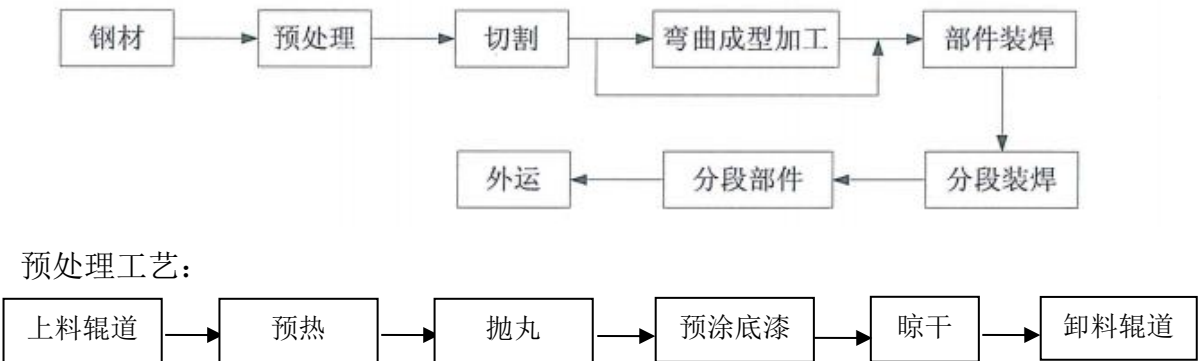 钢材 预处理 切割 弯曲成型加工 部件装焊
外运 分段部件 分段装焊
预处理工艺：
上料辊道 预热 抛丸 预涂底漆 晾干 卸料辊道